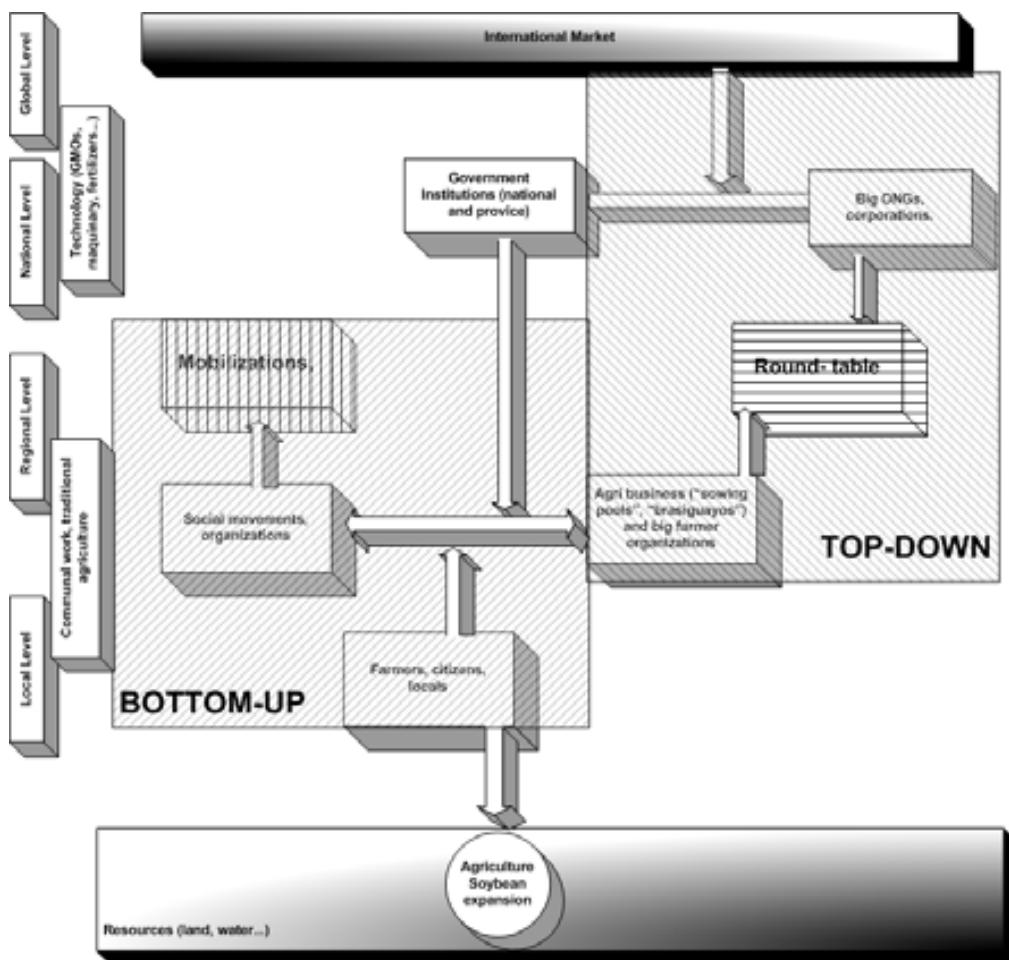 International Market
Global Level
Technology (GMOs,
maquinary, fertilizers...)
National Level
Government
Institutions (national
and provice)
Big ONGs,
corporations.
Mobilizations,
Round- table
Regional Level
Communal work, traditional
agriculture
Social movements,
organizations
Agri business ("sowing
pools", "brasiguayos")
and big farmer
organizations
TOP-DOWN
Local Level
Farmers, citizens,
locals
BOTTOM-UP
Agriculture
Soybean
expansion
Resources (land, water...)